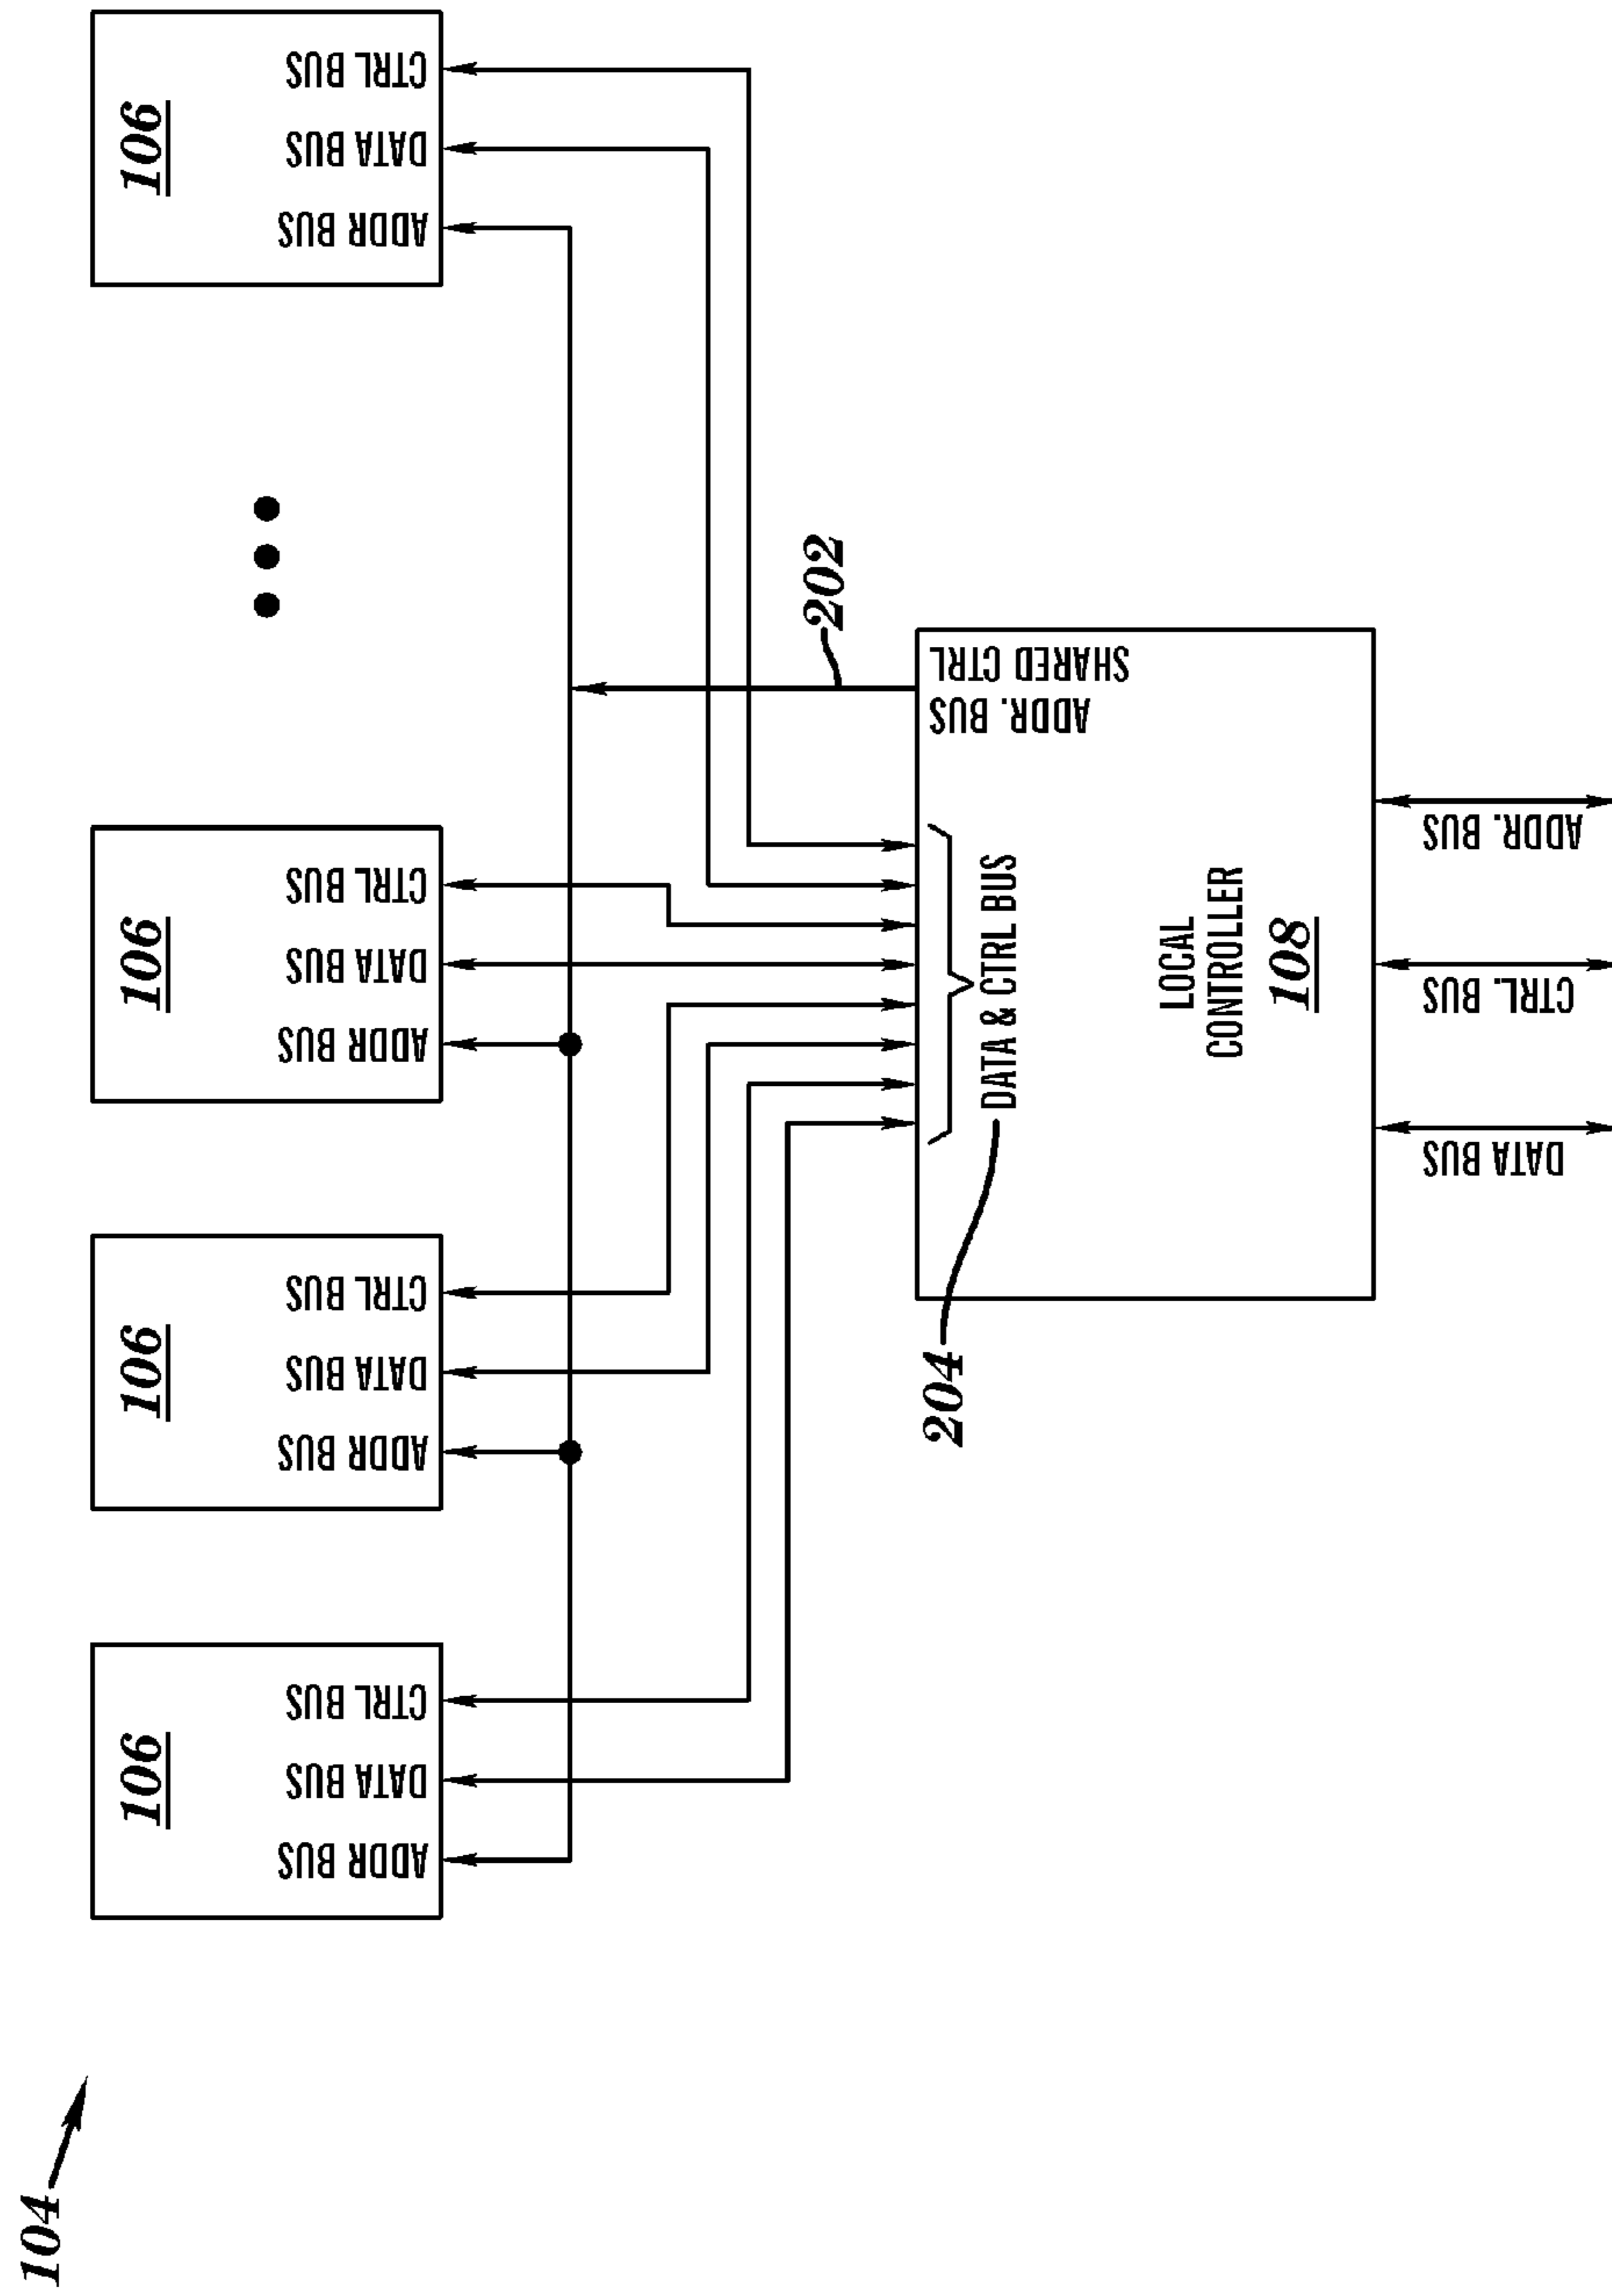 104
106
ADDR BUS
DATA BUS
CTRL BUS
106
ADDR BUS
DATA BUS
CTRL BUS
106
ADDR BUS
DATA BUS
CTRL BUS
106
ADDR BUS
DATA BUS
CTRL BUS
202
204
DATA & CTRL BUS
ADDR. BUS
SHARED CTRL
LOCAL
CONTROLLER
108
DATA BUS
CTRL. BUS
ADDR. BUS